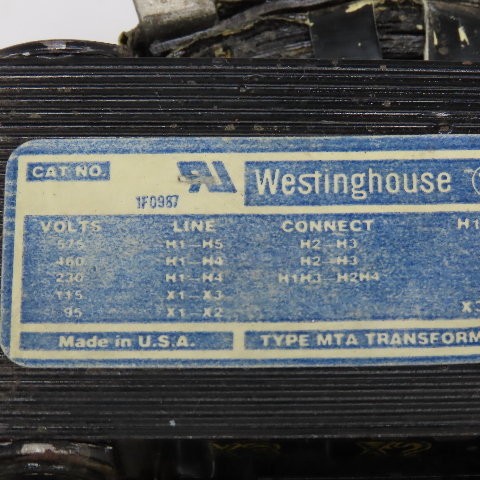 CAT NO.
Westinghouse
1F0987
VOLTS LINE CONNECT H1
575 H1–H5 H2–H3
460 H1–H4 H2–H3
230 H1–H4 H1H3–H2H4
115 X1–X3
95 X1–X2
Made in U.S.A. TYPE MTA TRANSFORM